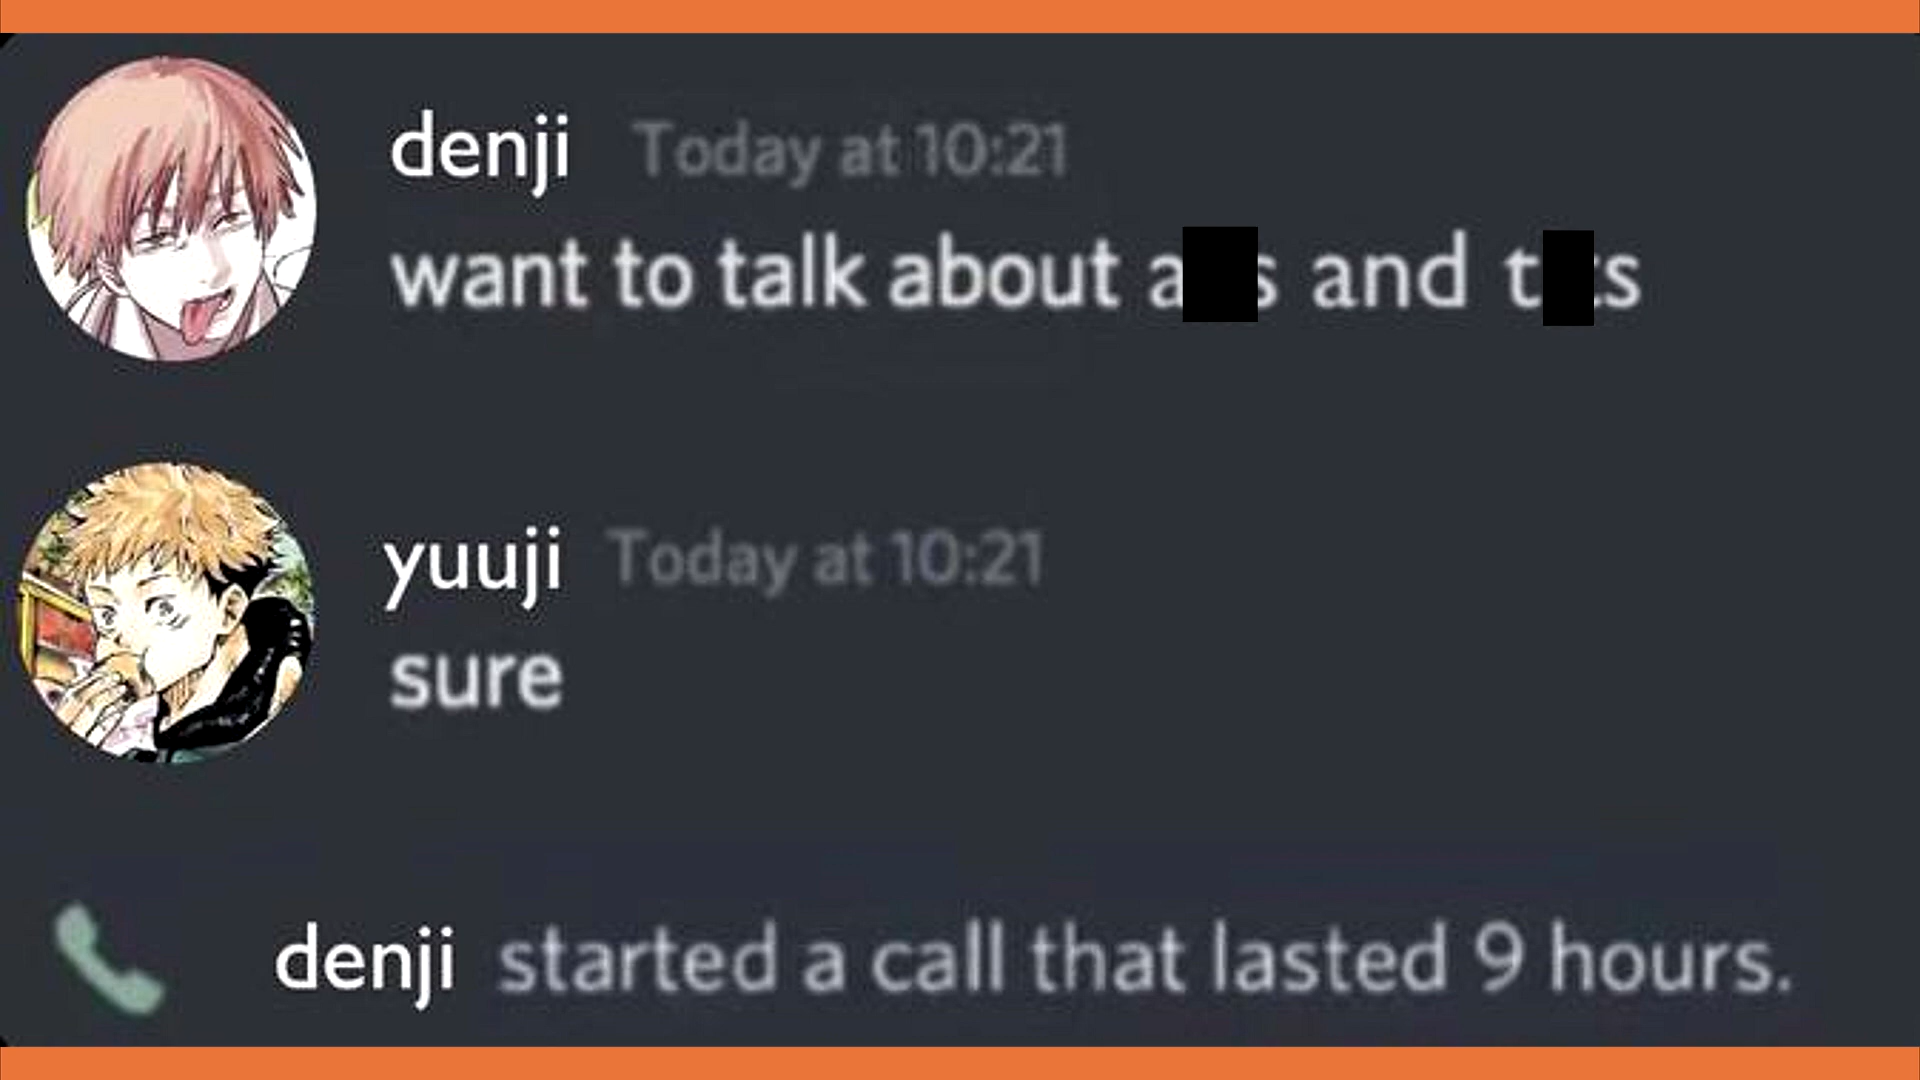 denji Today at 10:21
want to talk about and
yuuji Today at 10:21
sure
denji started a call that lasted 9 hours.